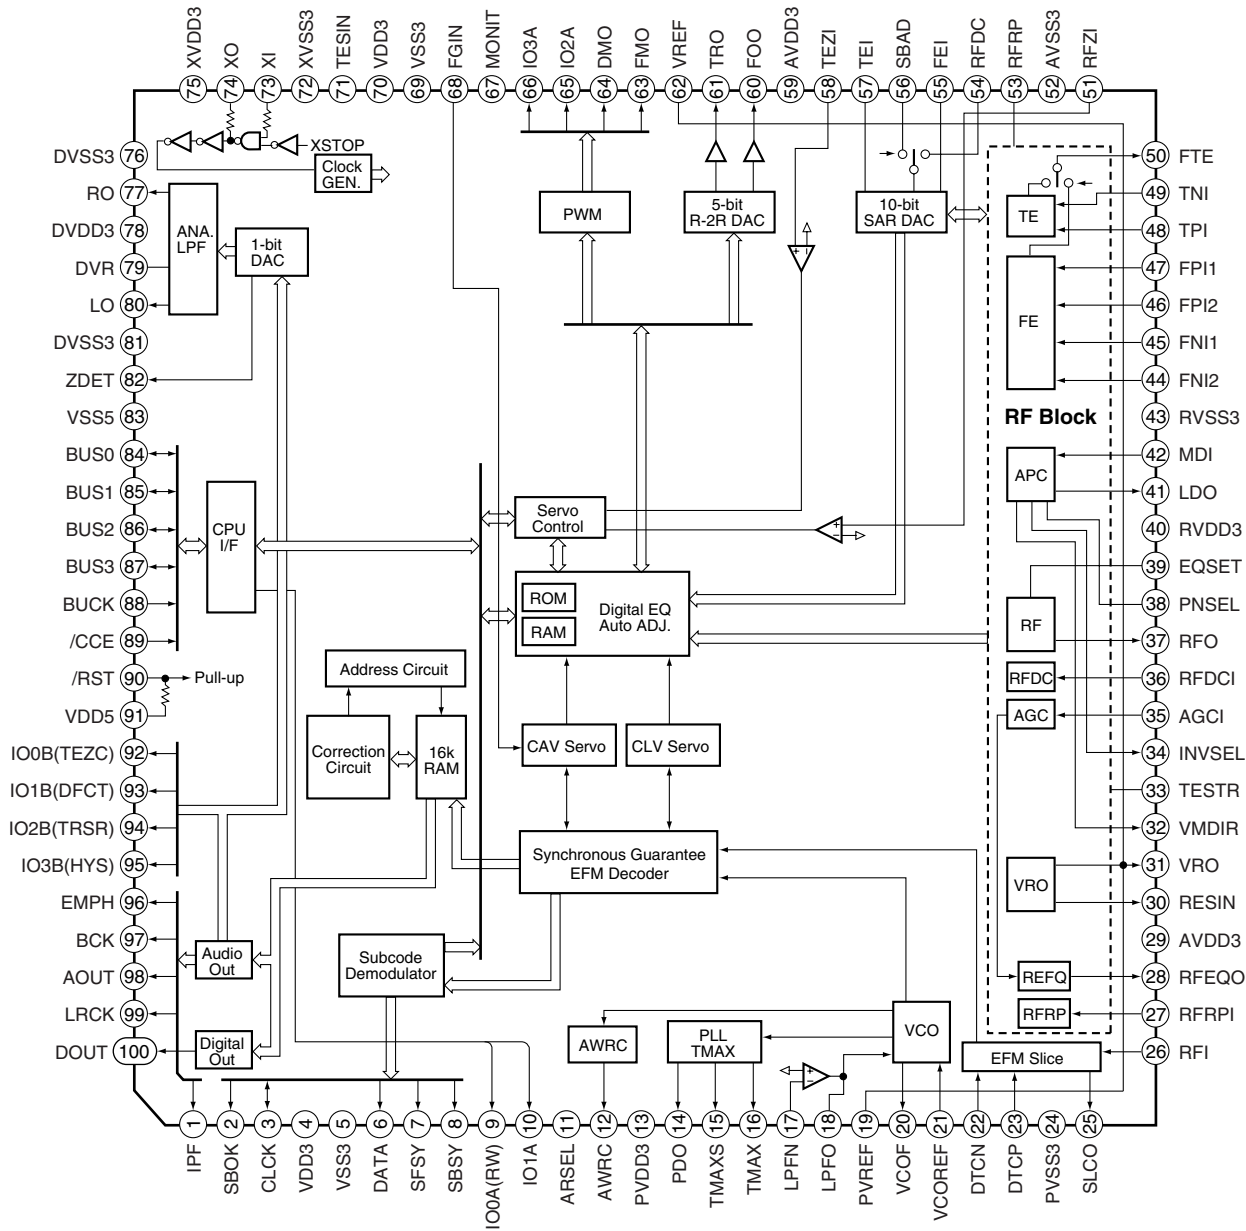 XVDD3
XO
XI
XVSS3
TESIN
VDD3
VSS3
FGIN
MONIT
IO3A
IO2A
DMO
FMO
VREF
TRO
FOO
AVDD3
TEZI
TEI
SBAD
FEI
RFDC
RFRP
AVSS3
RFZI
75
74
73
72
71
70
69
68
67
66
65
64
63
62
61
60
59
58
57
56
55
54
53
52
51
DVSS3 76
RO 77
DVDD3 78
DVR 79
LO 80
DVSS3 81
ZDET 82
VSS5 83
BUS0 84
BUS1 85
BUS2 86
BUS3 87
BUCK 88
/CCE 89
/RST 90
VDD5 91
IO0B(TEZC) 92
IO1B(DFCT) 93
IO2B(TRSR) 94
IO3B(HYS) 95
EMPH 96
BCK 97
AOUT 98
LRCK 99
DOUT 100
XSTOP
Clock
GEN.
ANA.
LPF
1-bit
DAC
PWM
5-bit
R-2R DAC
10-bit
SAR DAC
TE
FE
RF Block
APC
RF
RFDC
AGC
VRO
REFQ
RFRP
CPU
I/F
Servo
Control
ROM
RAM
Digital EQ
Auto ADJ.
Pull-up
Address Circuit
Correction
Circuit
16k
RAM
CAV Servo
CLV Servo
Synchronous Guarantee
EFM Decoder
Audio
Out
Subcode
Demodulator
Digital
Out
AWRC
PLL
TMAX
VCO
EFM Slice
+
−
+
−
+
−
50 FTE
49 TNI
48 TPI
47 FPI1
46 FPI2
45 FNI1
44 FNI2
43 RVSS3
42 MDI
41 LDO
40 RVDD3
39 EQSET
38 PNSEL
37 RFO
36 RFDCI
35 AGCI
34 INVSEL
33 TESTR
32 VMDIR
31 VRO
30 RESIN
29 AVDD3
28 RFEQO
27 RFRPI
26 RFI
1
2
3
4
5
6
7
8
9
10
11
12
13
14
15
16
17
18
19
20
21
22
23
24
25
IPF
SBOK
CLCK
VDD3
VSS3
DATA
SFSY
SBSY
IO0A(RW)
IO1A
ARSEL
AWRC
PVDD3
PDO
TMAXS
TMAX
LPFN
LPFO
PVREF
VCOF
VCOREF
DTCN
DTCP
PVSS3
SLCO